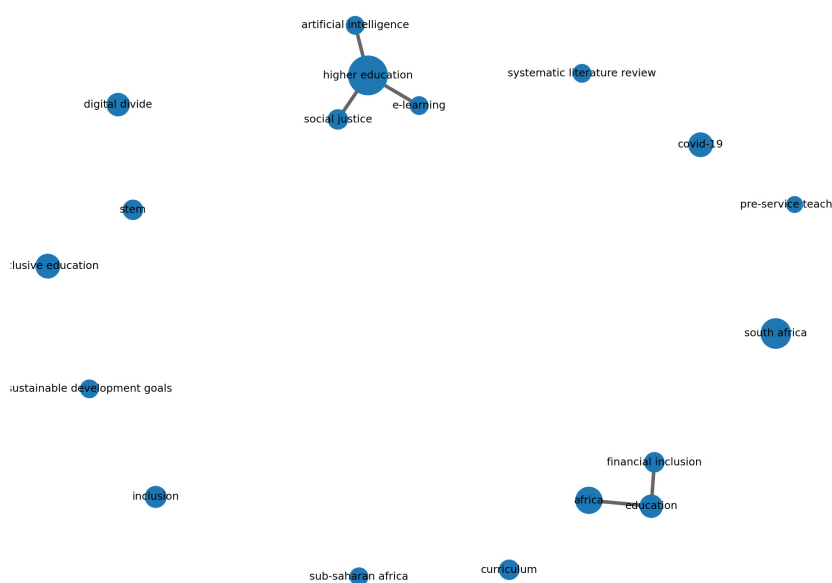 artificial intelligence
higher education
systematic literature review
digital divide
e-learning
social justice
covid-19
pre-service teach
stem
clusive education
south africa
sustainable development goals
financial inclusion
inclusion
africa
education
curriculum
sub-saharan africa